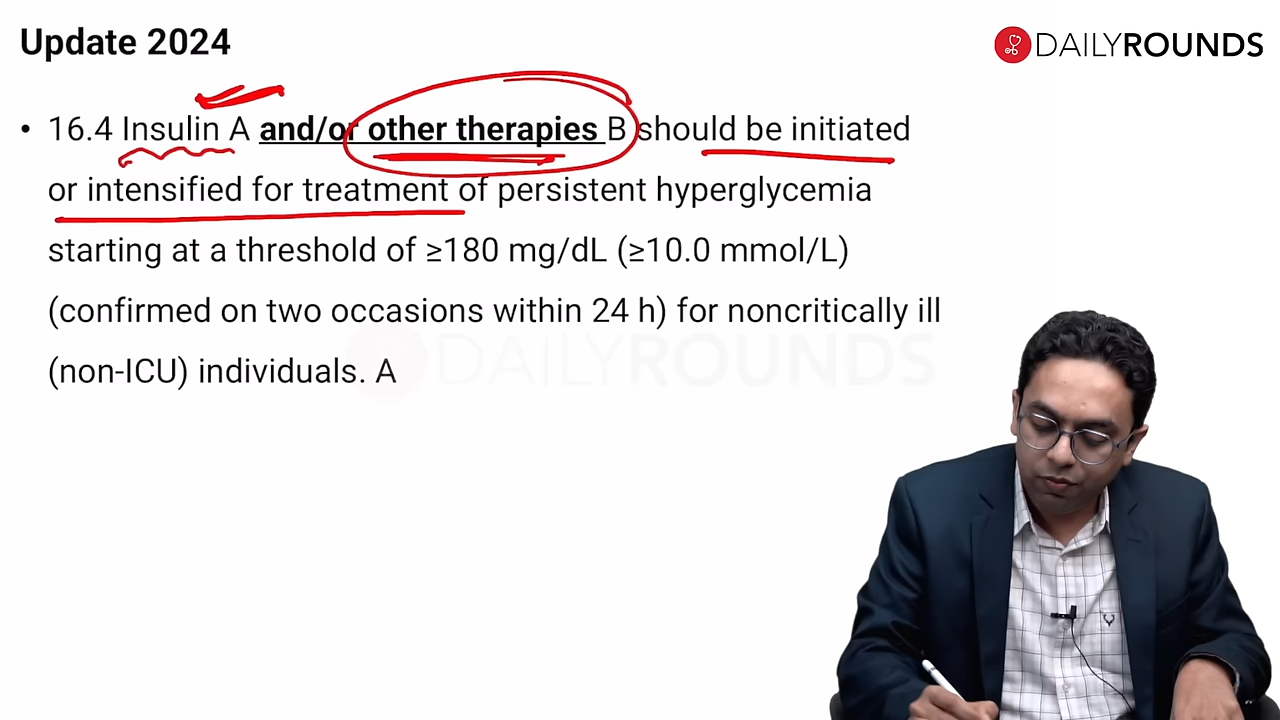 Update 2024
DAILYROUNDS
• 16.4 Insulin A and/or other therapies B should be initiated
or intensified for treatment of persistent hyperglycemia
starting at a threshold of ≥180 mg/dL (≥10.0 mmol/L)
(confirmed on two occasions within 24 h) for noncritically ill
(non-ICU) individuals. A
DAILYROUNDS